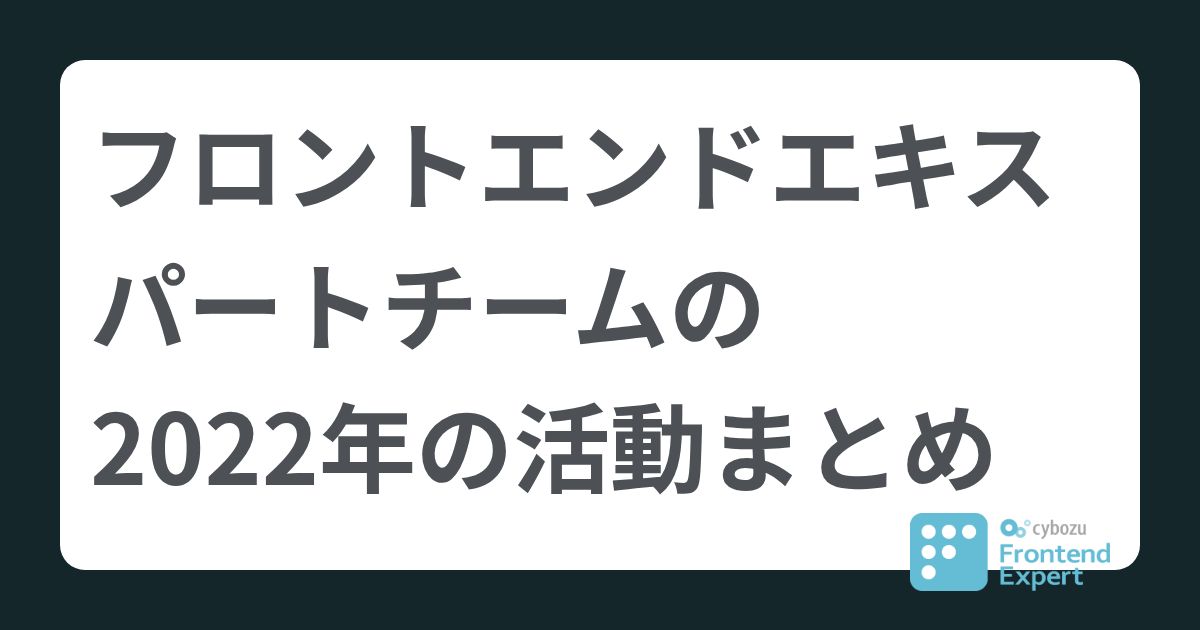 フロントエンドエキス
パートチームの
2022年の活動まとめ
cybozu
Frontend
Expert